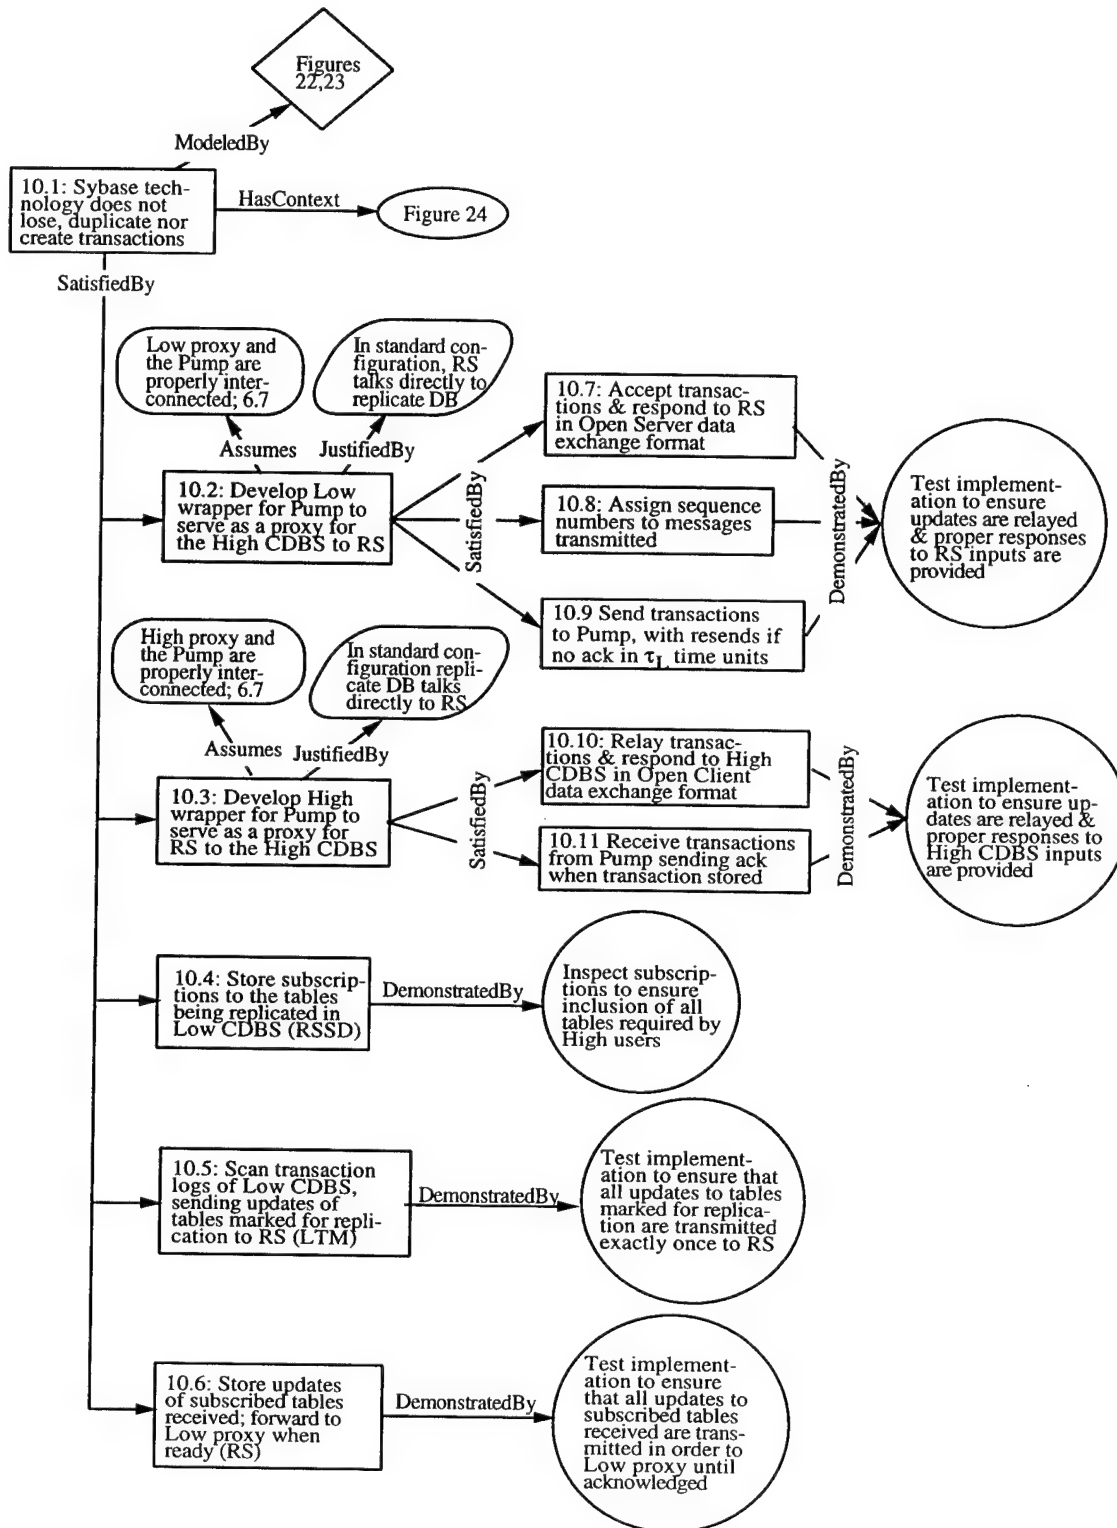 Figures
22,23
ModeledBy
10.1: Sybase tech-
nology does not
lose, duplicate nor
create transactions
HasContext
Figure 24
SatisfiedBy
Low proxy and
the Pump are
properly inter-
connected; 6.7
In standard con-
figuration, RS
talks directly to
replicate DB
Assumes
JustifiedBy
10.2: Develop Low
wrapper for Pump to
serve as a proxy for
the High CDBS to RS
SatisfiedBy
10.7: Accept transac-
tions & respond to RS
in Open Server data
exchange format
10.8: Assign sequence
numbers to messages
transmitted
10.9 Send transactions
to Pump, with resends if
no ack in τL time units
DemonstratedBy
Test implement-
ation to ensure
updates are relayed
& proper responses
to RS inputs are
provided
High proxy and
the Pump are
properly inter-
connected; 6.7
In standard con-
figuration repli-
cate DB talks
directly to RS
Assumes
JustifiedBy
10.3: Develop High
wrapper for Pump to
serve as a proxy for
RS to the High CDBS
SatisfiedBy
10.10: Relay transac-
tions & respond to High
CDBS in Open Client
data exchange format
10.11 Receive transactions
from Pump sending ack
when transaction stored
DemonstratedBy
Test implement-
ation to ensure up-
dates are relayed &
proper responses to
High CDBS inputs
are provided
10.4: Store subscrip-
tions to the tables
being replicated in
Low CDBS (RSSD)
DemonstratedBy
Inspect subscrip-
tions to ensure
inclusion of all
tables required by
High users
10.5: Scan transaction
logs of Low CDBS,
sending updates of
tables marked for repli-
cation to RS (LTM)
DemonstratedBy
Test implement-
ation to ensure that
all updates to tables
marked for replica-
tion are transmitted
exactly once to RS
10.6: Store updates
of subscribed tables
received; forward to
Low proxy when
ready (RS)
DemonstratedBy
Test implement-
ation to ensure
that all updates to
subscribed tables
received are trans-
mitted in order to
Low proxy until
acknowledged